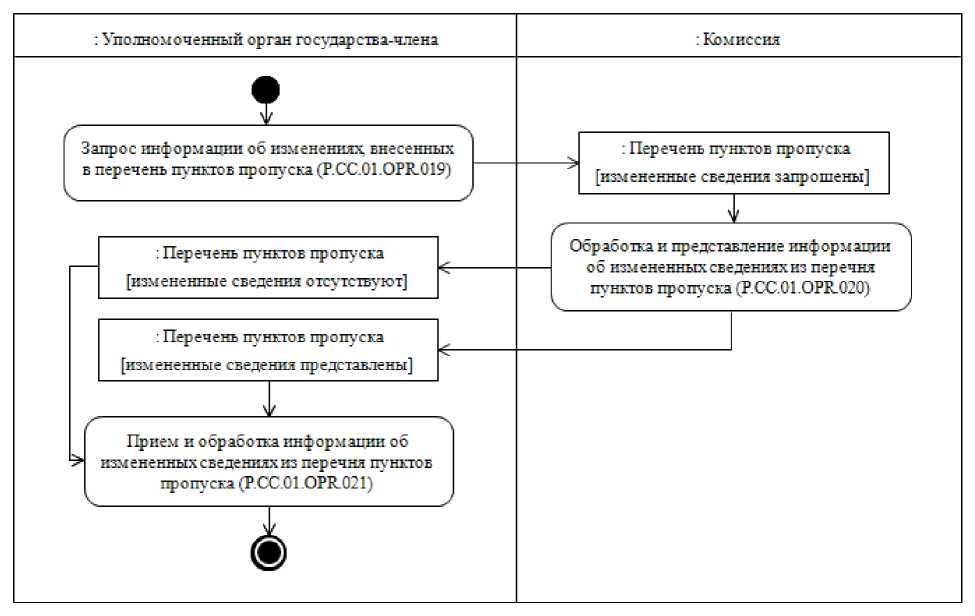 : Уполномоченный орган государства-члена
: Комиссия
Запрос информации об изменениях, внесенных
в перечень пунктов пропуска (P.CC.01.OPR.019)
: Перечень пунктов пропуска
[измененные сведения запрошены]
Обработка и представление информации
об измененных сведениях из перечня
пунктов пропуска (P.CC.01.OPR.020)
: Перечень пунктов пропуска
[измененные сведения отсутствуют]
: Перечень пунктов пропуска
[измененные сведения представлены]
Прием и обработка информации об
измененных сведениях из перечня пунктов
пропуска (P.CC.01.OPR.021)